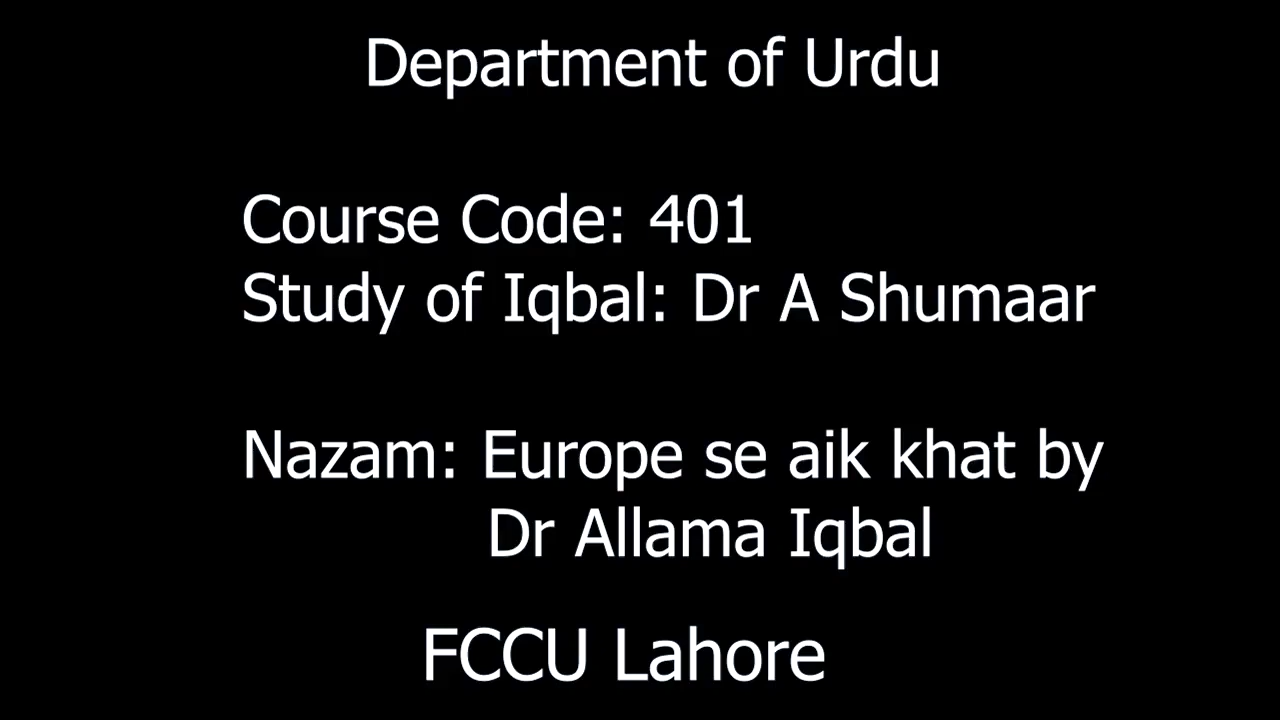 Department of Urdu
Course Code: 401
Study of Iqbal: Dr A Shumaar
Nazam: Europe se aik khat by
Dr Allama Iqbal
FCCU Lahore